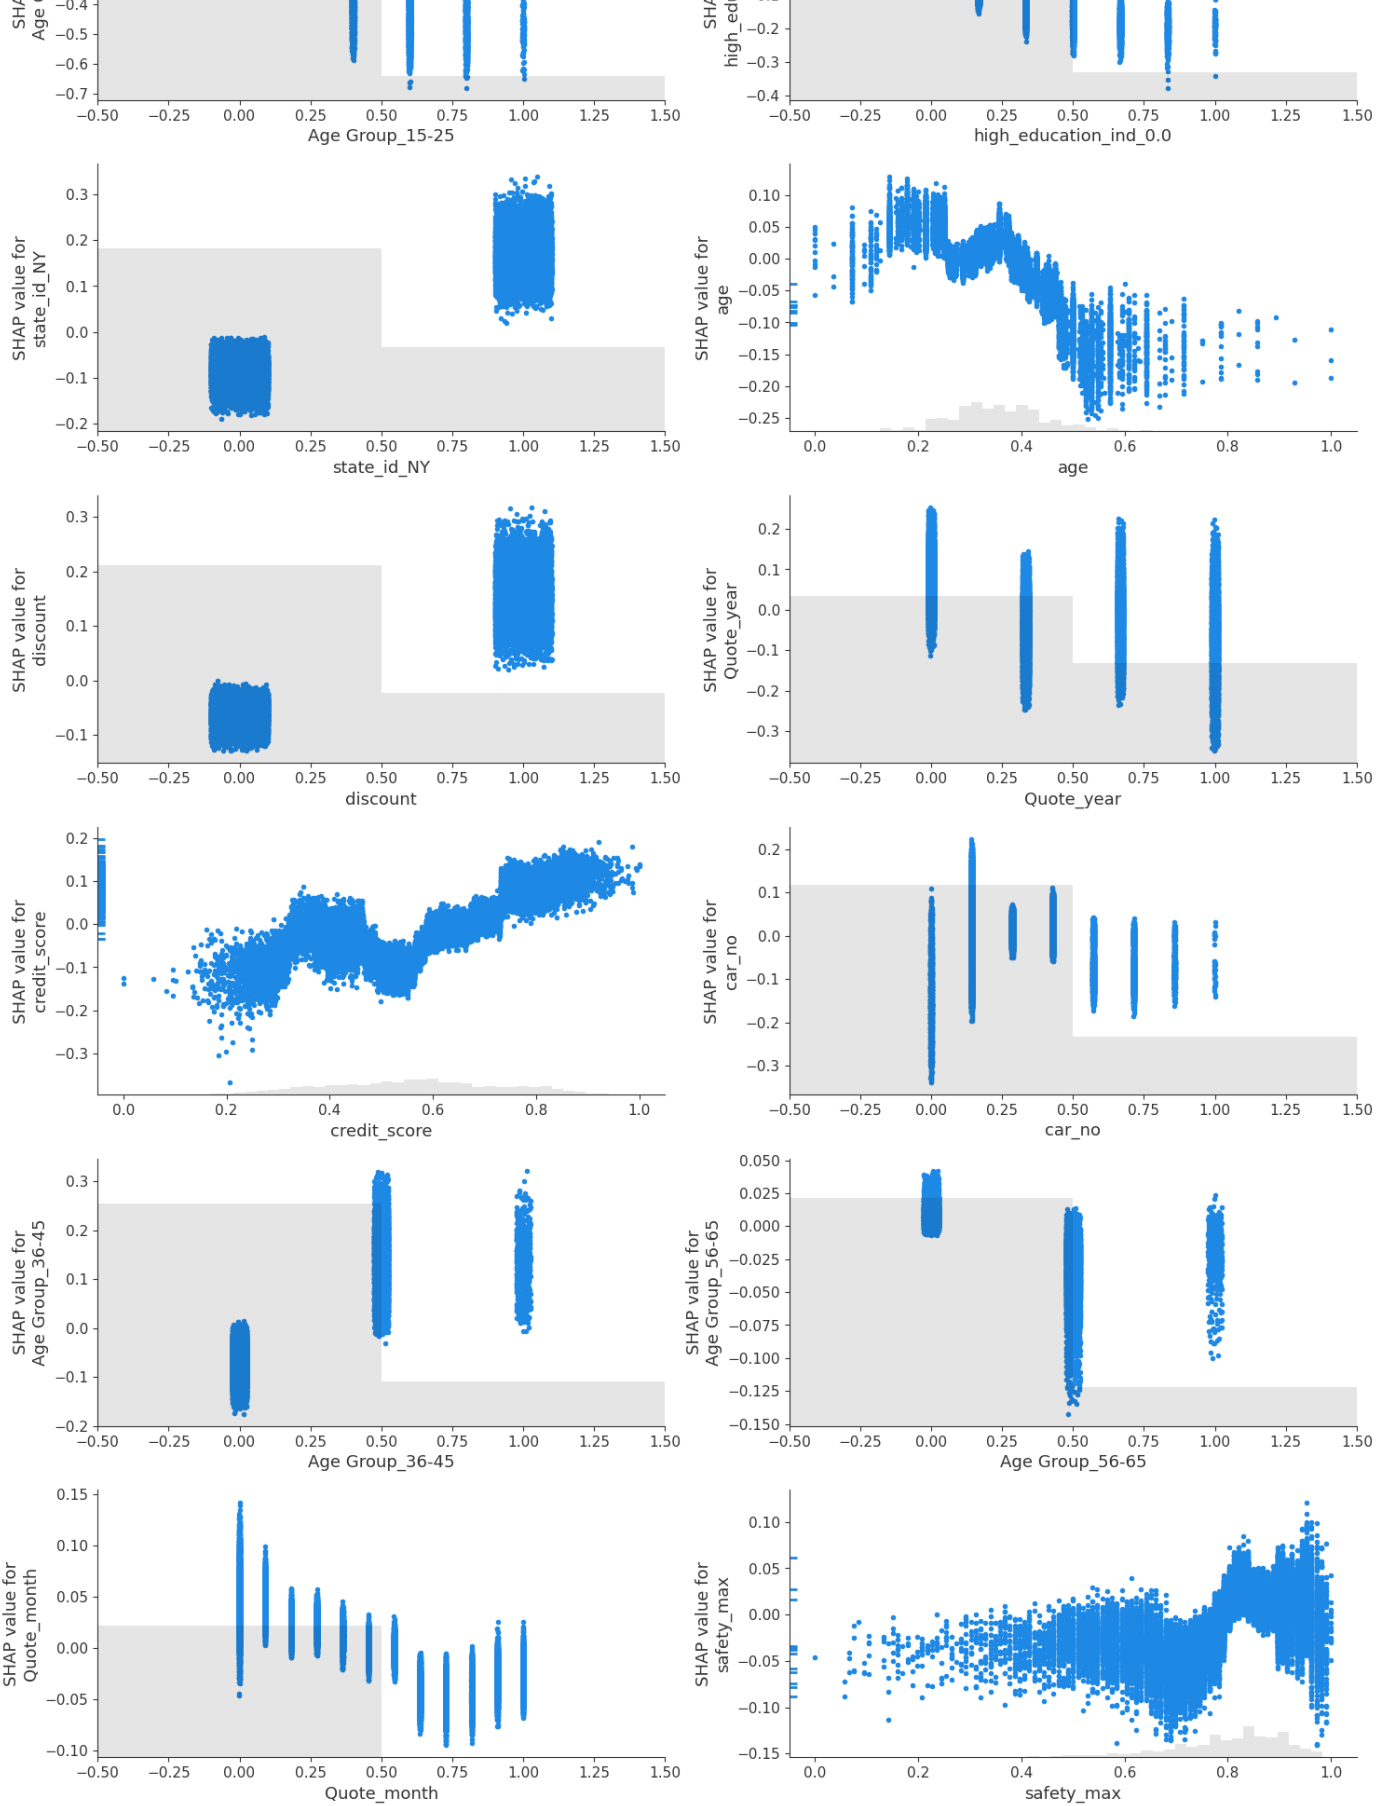 −0.4
−0.5
−0.6
−0.7
−0.50 −0.25 0.00 0.25 0.50 0.75 1.00 1.25 1.50
Age Group_15-25
−0.2
−0.3
−0.4
−0.50 −0.25 0.00 0.25 0.50 0.75 1.00 1.25 1.50
high_education_ind_0.0
SHAP value for
state_id_NY
0.3
0.2
0.1
0.0
−0.1
−0.2
−0.50 −0.25 0.00 0.25 0.50 0.75 1.00 1.25 1.50
state_id_NY
SHAP value for
age
0.10
0.05
0.00
−0.05
−0.10
−0.15
−0.20
−0.25
0.0 0.2 0.4 0.6 0.8 1.0
age
SHAP value for
discount
0.3
0.2
0.1
0.0
−0.1
−0.50 −0.25 0.00 0.25 0.50 0.75 1.00 1.25 1.50
discount
SHAP value for
Quote_year
0.2
0.1
0.0
−0.1
−0.2
−0.3
−0.50 −0.25 0.00 0.25 0.50 0.75 1.00 1.25 1.50
Quote_year
SHAP value for
credit_score
0.2
0.1
0.0
−0.1
−0.2
−0.3
0.0 0.2 0.4 0.6 0.8 1.0
credit_score
SHAP value for
car_no
0.2
0.1
0.0
−0.1
−0.2
−0.3
−0.50 −0.25 0.00 0.25 0.50 0.75 1.00 1.25 1.50
car_no
SHAP value for
Age Group_36-45
0.3
0.2
0.1
0.0
−0.1
−0.2
−0.50 −0.25 0.00 0.25 0.50 0.75 1.00 1.25 1.50
Age Group_36-45
SHAP value for
Age Group_56-65
0.050
0.025
0.000
−0.025
−0.050
−0.075
−0.100
−0.125
−0.150
−0.50 −0.25 0.00 0.25 0.50 0.75 1.00 1.25 1.50
Age Group_56-65
SHAP value for
Quote_month
0.15
0.10
0.05
0.00
−0.05
−0.10
−0.50 −0.25 0.00 0.25 0.50 0.75 1.00 1.25 1.50
Quote_month
SHAP value for
safety_max
0.10
0.05
0.00
−0.05
−0.10
−0.15
0.0 0.2 0.4 0.6 0.8 1.0
safety_max